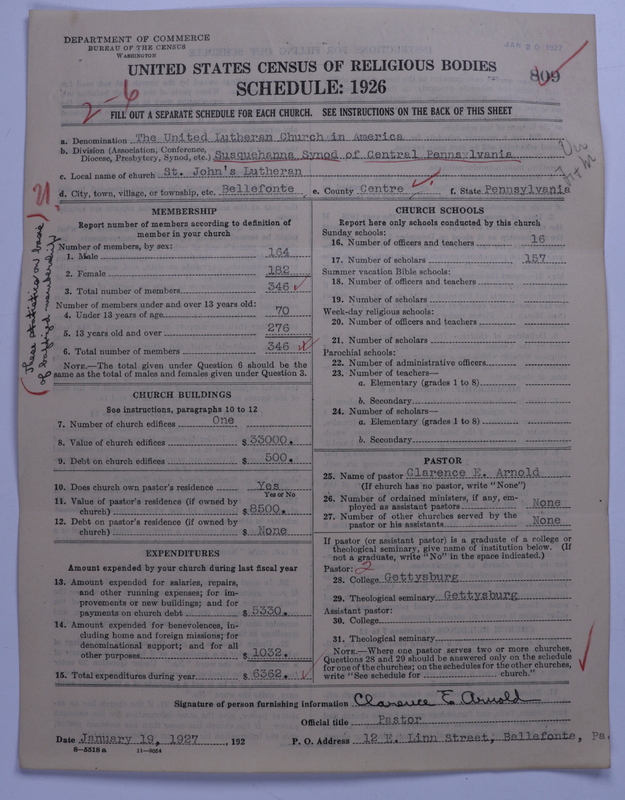 DEPARTMENT OF COMMERCE
BUREAU OF THE CENSUS
WASHINGTON
JAN 20 1927
UNITED STATES CENSUS OF RELIGIOUS BODIES
809
SCHEDULE: 1926
2-6
FILL OUT A SEPARATE SCHEDULE FOR EACH CHURCH. SEE INSTRUCTIONS ON THE BACK OF THIS SHEET
a. Denomination The United Lutheran Church in America
b. Division (Association, Conference, Diocese, Presbytery, Synod, etc.) Susquehanna Synod of Central Pennsylvania
c. Local name of church St. John's Lutheran
d. City, town, village, or township, etc. Bellefonte e. County Centre f. State Pennsylvania
(These statistics on basis
of baptized membership)
MEMBERSHIP
Report number of members according to definition of
member in your church
Number of members, by sex:
1. Male 164
2. Female 182
3. Total number of members 346
Number of members under and over 13 years old:
4. Under 13 years of age 70
5. 13 years old and over 276
6. Total number of members 346
NOTE.—The total given under Question 6 should be the
same as the total of males and females given under Question 3.
CHURCH BUILDINGS
See instructions, paragraphs 10 to 12
7. Number of church edifices One
8. Value of church edifices $ 33000.
9. Debt on church edifices $ 500.
10. Does church own pastor's residence Yes
Yes or No
11. Value of pastor's residence (if owned by
church) $ 8500.
12. Debt on pastor's residence (if owned by
church) $ None
EXPENDITURES
Amount expended by your church during last fiscal year
13. Amount expended for salaries, repairs,
and other running expenses; for im-
provements or new buildings; and for
payments on church debt $ 5330.
14. Amount expended for benevolences, in-
cluding home and foreign missions; for
denominational support; and for all
other purposes $ 1032.
15. Total expenditures during year $ 6362.
CHURCH SCHOOLS
Report here only schools conducted by this church
Sunday schools:
16. Number of officers and teachers 16
17. Number of scholars 157
Summer vacation Bible schools:
18. Number of officers and teachers
19. Number of scholars
Week-day religious schools:
20. Number of officers and teachers
21. Number of scholars
Parochial schools:
22. Number of administrative officers
23. Number of teachers—
a. Elementary (grades 1 to 8)
b. Secondary
24. Number of scholars—
a. Elementary (grades 1 to 8)
b. Secondary
PASTOR
25. Name of pastor Clarence E. Arnold
(If church has no pastor, write "None")
26. Number of ordained ministers, if any, em-
ployed as assistant pastors None
27. Number of other churches served by the
pastor or his assistants None
If pastor (or assistant pastor) is a graduate of a college or
theological seminary, give name of institution below. (If
not a graduate, write "No" in the space indicated.)
Pastor: 2
28. College Gettysburg
29. Theological seminary Gettysburg
Assistant pastor:
30. College
31. Theological seminary
NOTE.—Where one pastor serves two or more churches,
Questions 28 and 29 should be answered only on the schedule
for one of the churches; on the schedules for the other churches,
write "See schedule for church."
Signature of person furnishing information Clarence E. Arnold
Official title Pastor
Date January 19, 1927, 192 P. O. Address 12 E. Linn Street, Bellefonte, Pa.
8-5318 a 11-9054